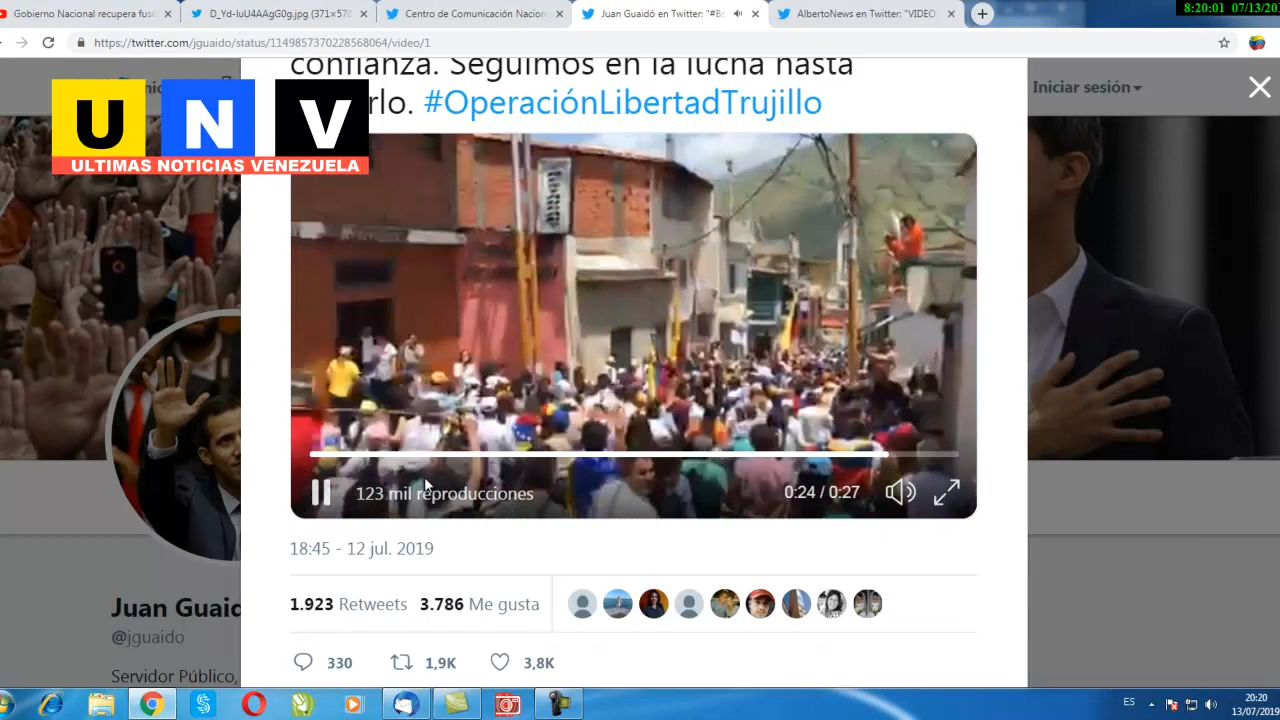 Gobierno Nacional recupera fusi
D_Yd-IuU4AAgG0g.jpg (371×57
Centro de Comunicación Nacion
Juan Guaidó en Twitter: "#Bo
AlbertoNews en Twitter: "VIDEO
8:20:01 07/13/20
https://twitter.com/jguaido/status/1149857370228568064/video/1
confianza. Seguimos en la lucha hasta
rlo. #OperaciónLibertadTrujillo
Iniciar sesión
U N V
ULTIMAS NOTICIAS VENEZUELA
123 mil reproducciones
0:24 / 0:27
18:45 - 12 jul. 2019
1.923 Retweets 3.786 Me gusta
330 1,9K 3,8K
Juan Guaid
@jguaido
Servidor Público,
ES
20:20
13/07/2019